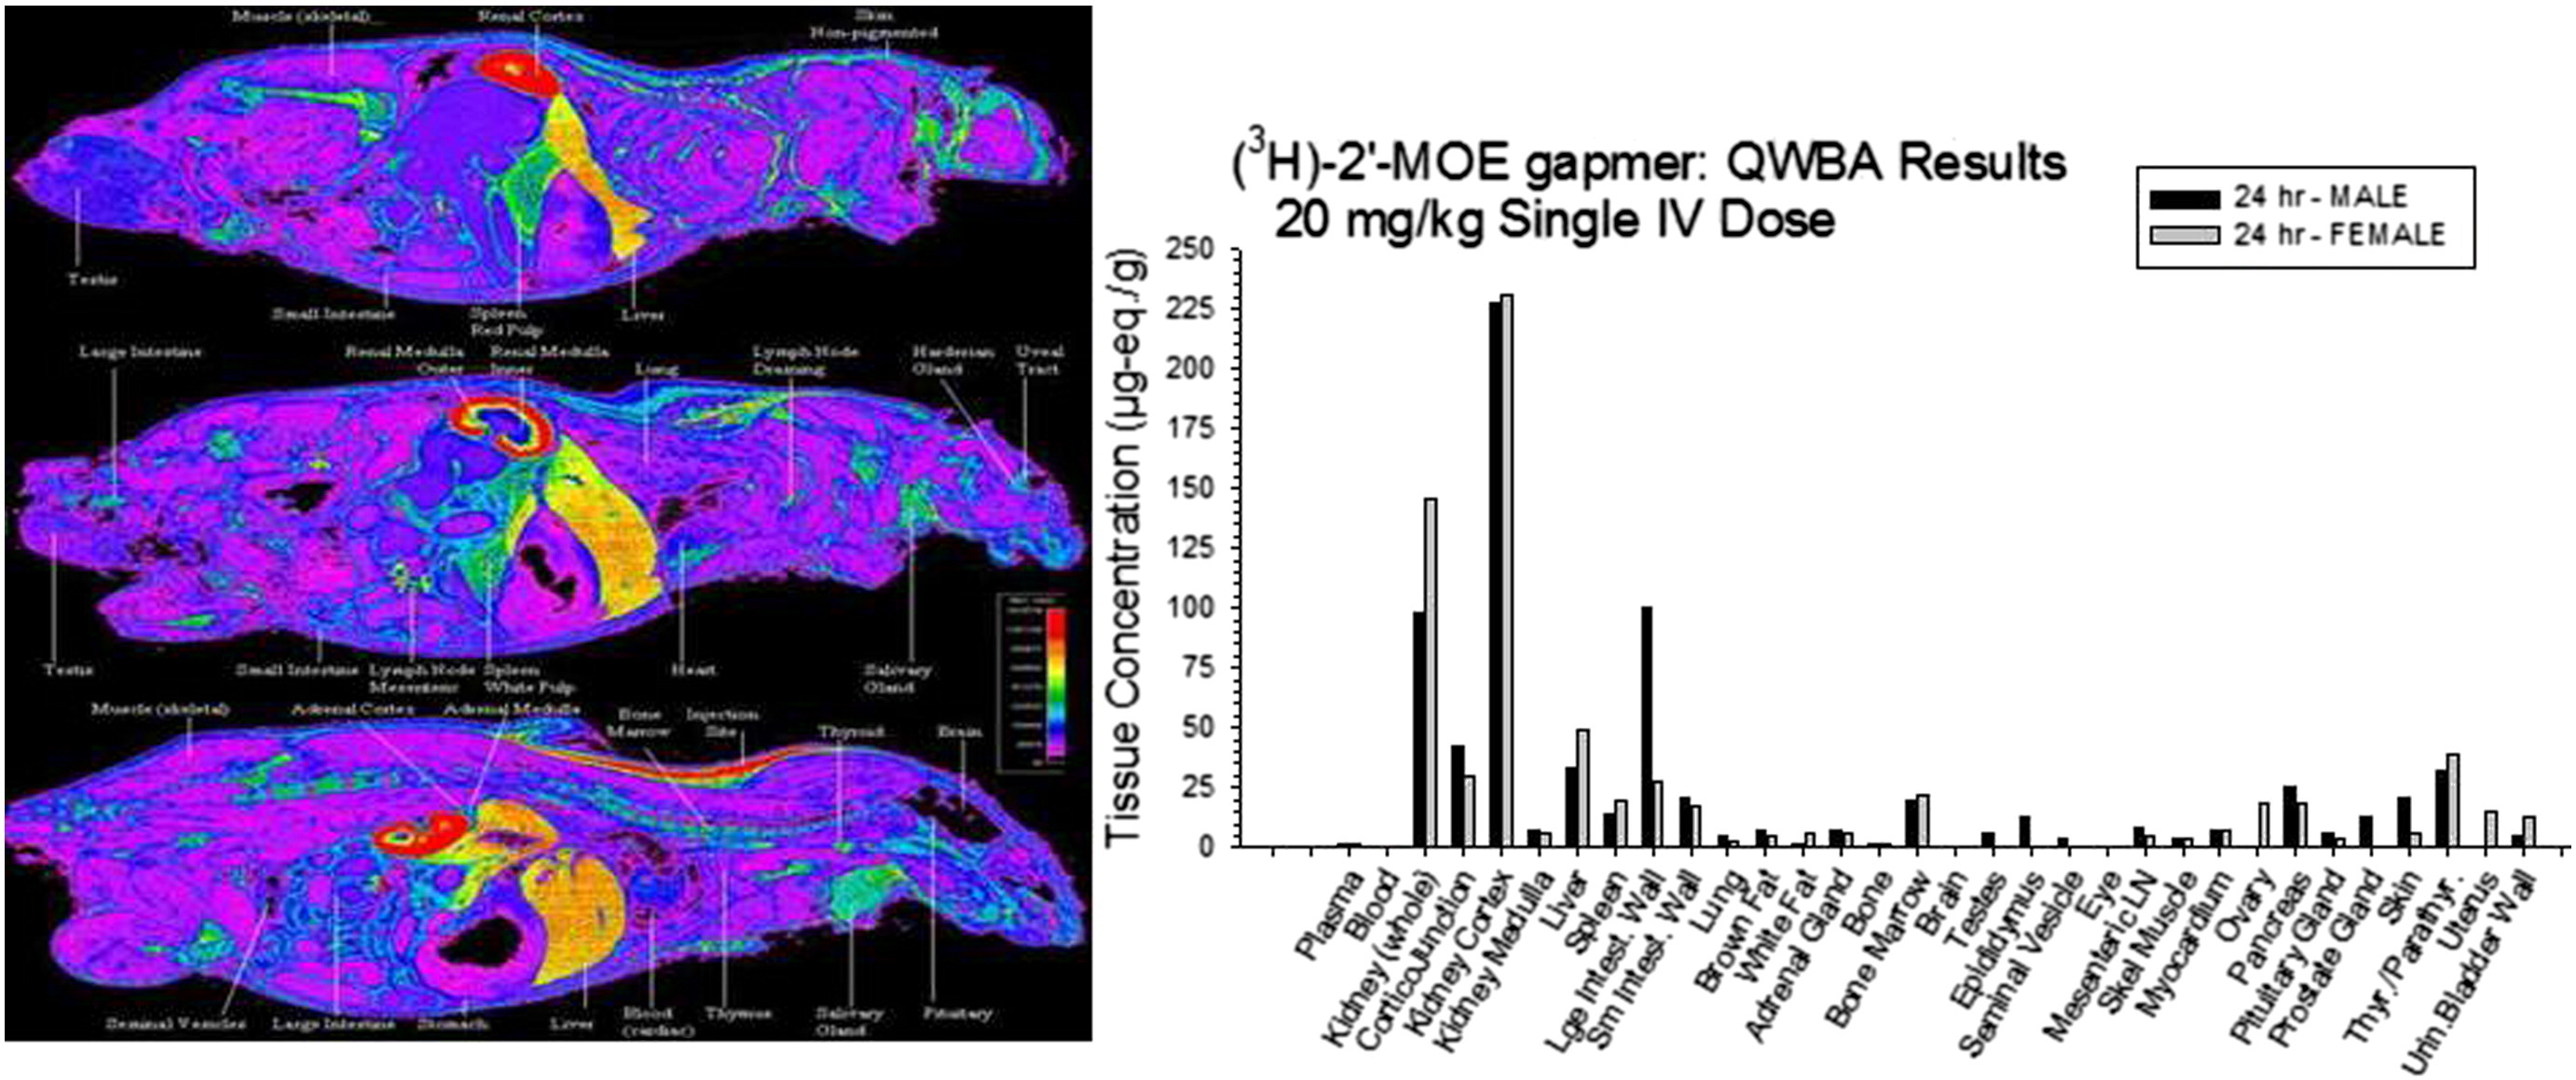 Muscle (skeletal)
Renal Cortex
Skin
Non-pigmented
Testis
Small Intestine
Spleen
Red Pulp
Liver
Large Intestine
Renal Medulla
Outer
Renal Medulla
Inner
Lung
Lymph Node
Draining
Harderian
Gland
Uveal
Tract
Testis
Small Intestine
Lymph Node
Mesenteric
Spleen
White Pulp
Heart
Salivary
Gland
Muscle (skeletal)
Adrenal Cortex
Adrenal Medulla
Bone
Marrow
Injection
Site
Thyroid
Brain
Seminal Vesicles
Large Intestine
Stomach
Liver
Blood
(cardiac)
Thymus
Salivary
Gland
Pituitary
(³H)-2'-MOE gapmer: QWBA Results
20 mg/kg Single IV Dose
24 hr - MALE
24 hr - FEMALE
Tissue Concentration (µg-eq./g)
250
225
200
175
150
125
100
75
50
25
0
Plasma
Blood
Kidney (whole)
CorticoJunction
Kidney Cortex
Kidney Medulla
Liver
Spleen
Lge Intest. Wall
Sm Intest. Wall
Lung
Brown Fat
White Fat
Adrenal Gland
Bone
Bone Marrow
Brain
Testes
Epididymus
Seminal Vesicle
Eye
Mesenteric LN
Skel Muscle
Myocardium
Ovary
Pancreas
Pituitary Gland
Prostate Gland
Skin
Thyr./Parathyr.
Uterus
Urin.Bladder Wall